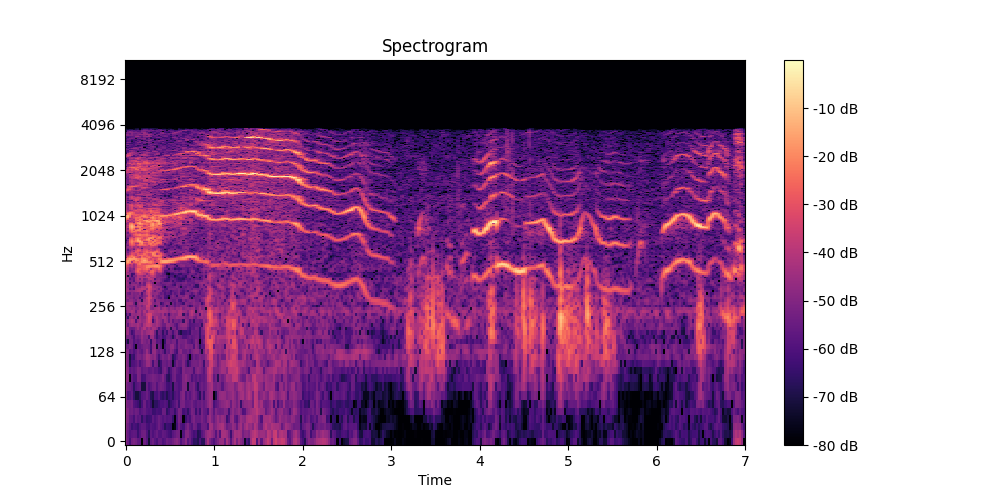 Spectrogram
8192
4096
2048
1024
512
256
128
64
0
Hz
0 1 2 3 4 5 6 7
Time
-10 dB
-20 dB
-30 dB
-40 dB
-50 dB
-60 dB
-70 dB
-80 dB